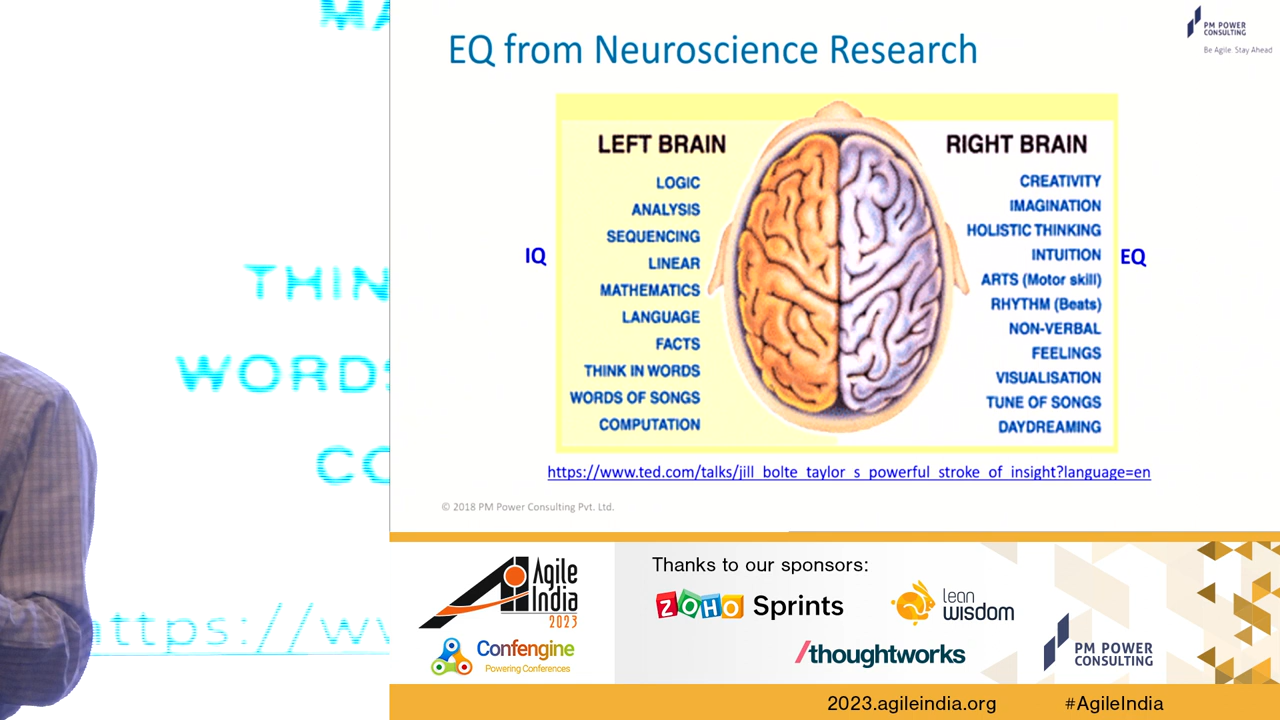 MA
THIN
WORDS
CO
https://wv
EQ from Neuroscience Research
PM POWER
CONSULTING
Be Agile Stay Ahead
LEFT BRAIN
LOGIC
ANALYSIS
SEQUENCING
LINEAR
MATHEMATICS
LANGUAGE
FACTS
THINK IN WORDS
WORDS OF SONGS
COMPUTATION
IQ
RIGHT BRAIN
CREATIVITY
IMAGINATION
HOLISTIC THINKING
INTUITION
ARTS (Motor skill)
RHYTHM (Beats)
NON-VERBAL
FEELINGS
VISUALISATION
TUNE OF SONGS
DAYDREAMING
EQ
https://www.ted.com/talks/jill_bolte_taylor_s_powerful_stroke_of_insight?language=en
© 2018 PM Power Consulting Pvt. Ltd.
Agile
India
2023
Confengine
Powering Conferences
Thanks to our sponsors:
ZOHO Sprints
lean
wisdom
/thoughtworks
PM POWER
CONSULTING
2023.agileindia.org
#AgileIndia